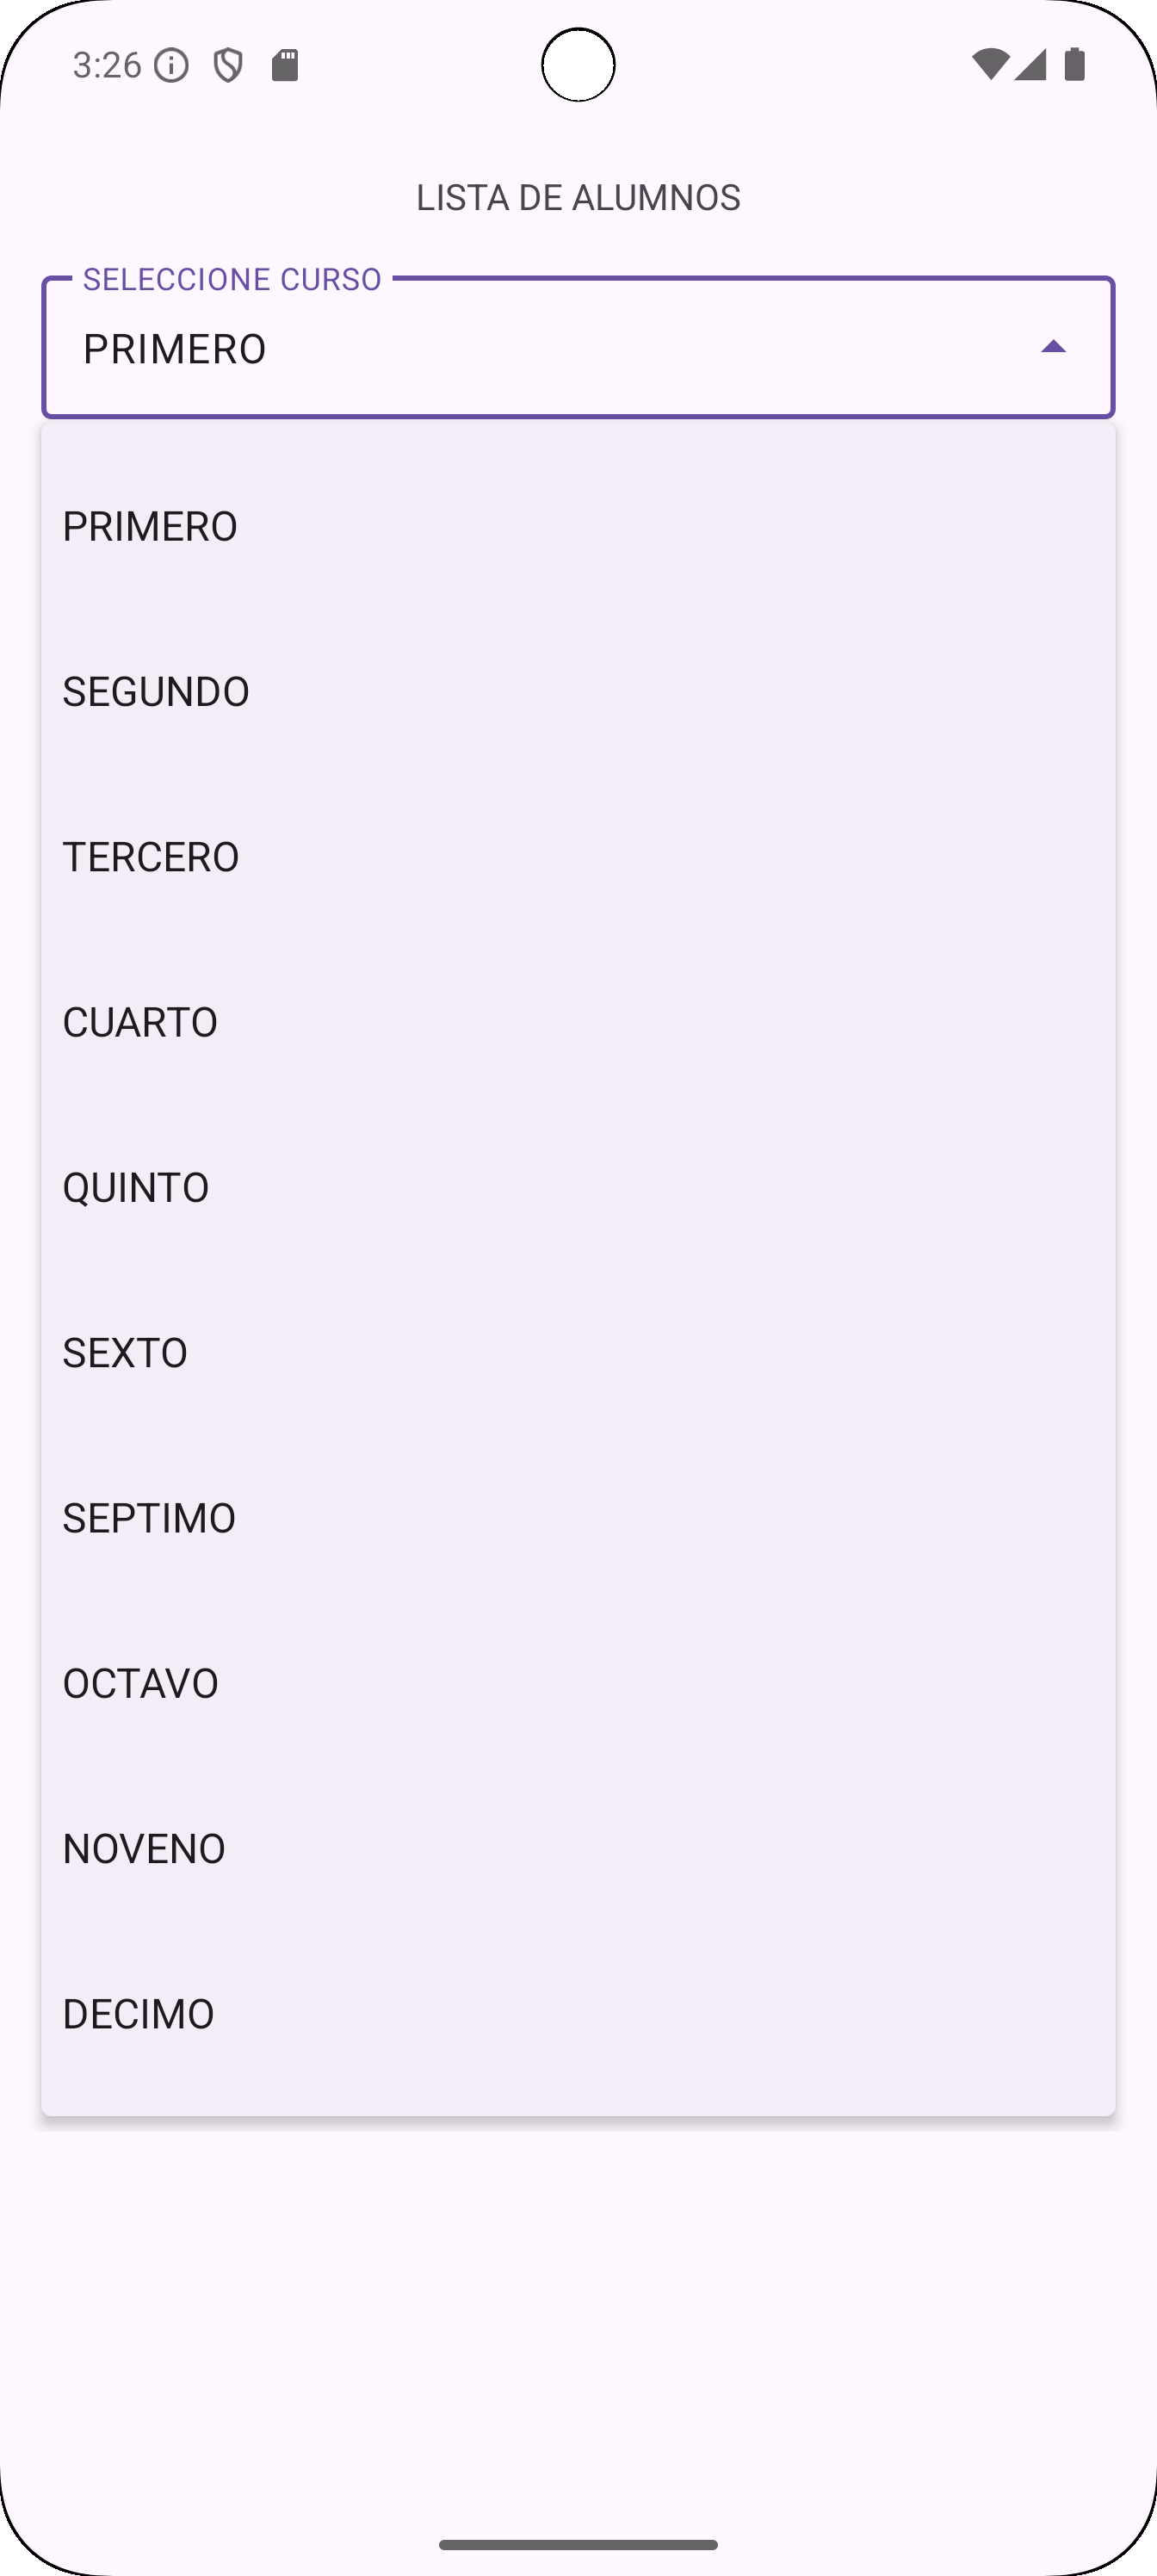 3:26
LISTA DE ALUMNOS
SELECCIONE CURSO
PRIMERO
PRIMERO
SEGUNDO
TERCERO
CUARTO
QUINTO
SEXTO
SEPTIMO
OCTAVO
NOVENO
DECIMO